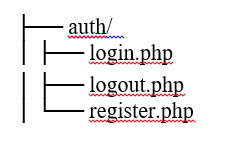 ├── auth/
│ ├── login.php
│ ├── logout.php
│ └── register.php